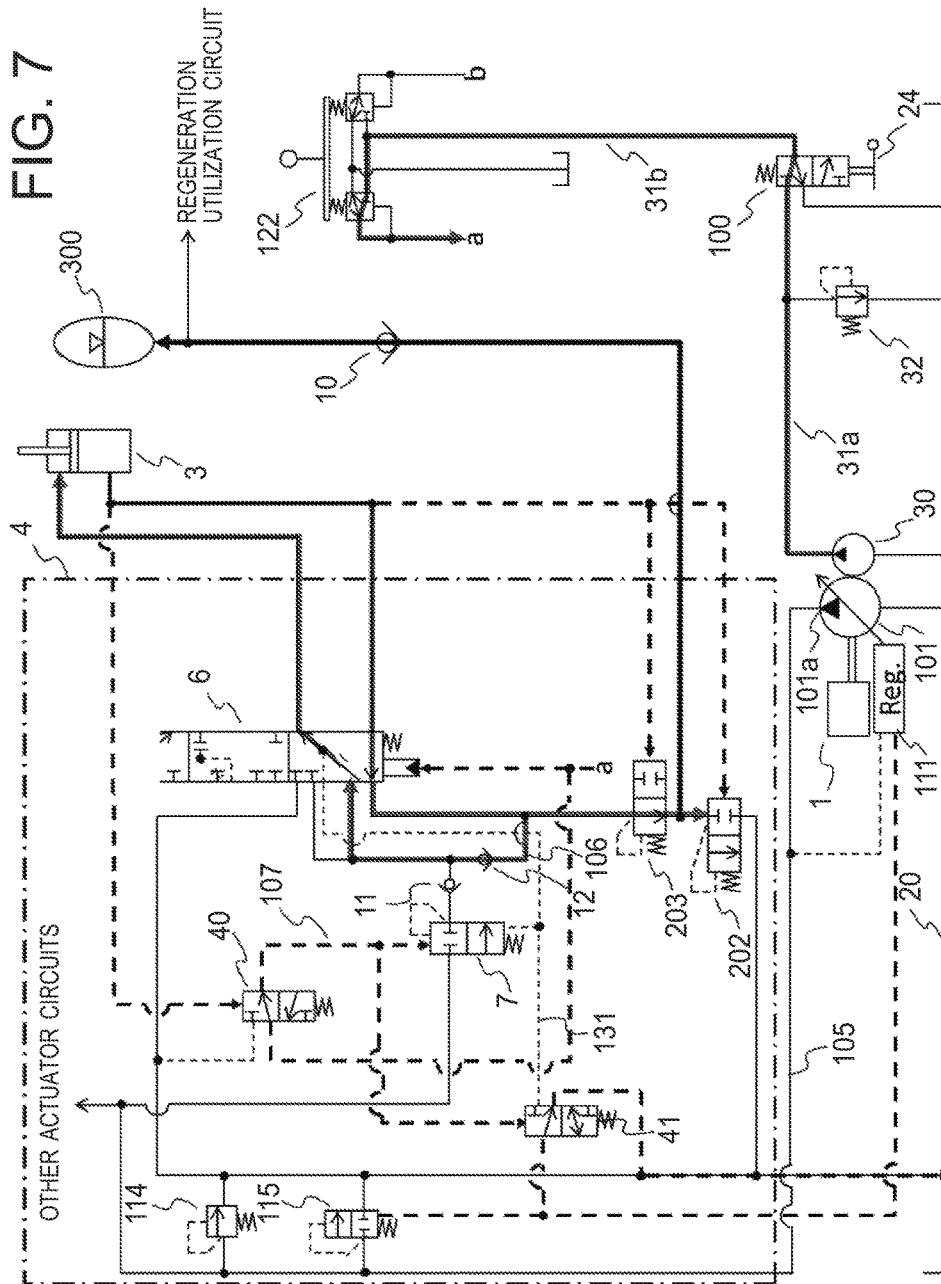 FIG. 7
REGENERATION
UTILIZATION CIRCUIT
300
122
a
b
10
31b
100
24
32
31a
30
3
4
6
OTHER ACTUATOR CIRCUITS
40
107
11
7
12
106
a
203
202
131
41
114
115
101a
1
101
Reg.
111
105
20